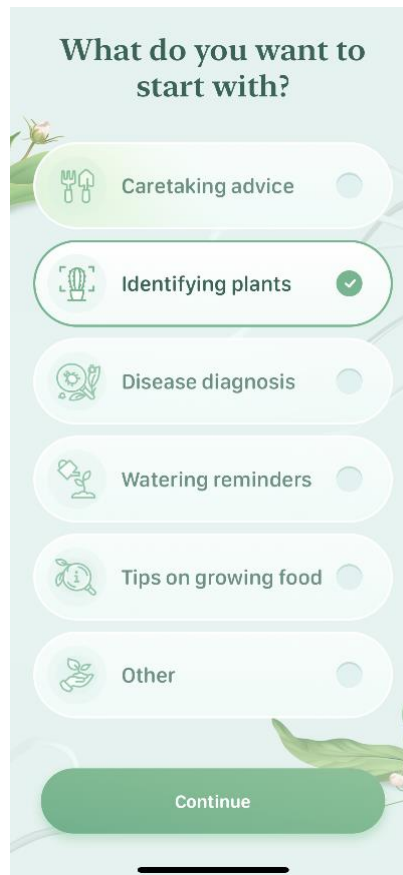 What do you want to
start with?
Caretaking advice
Identifying plants
Disease diagnosis
Watering reminders
Tips on growing food
Other
Continue